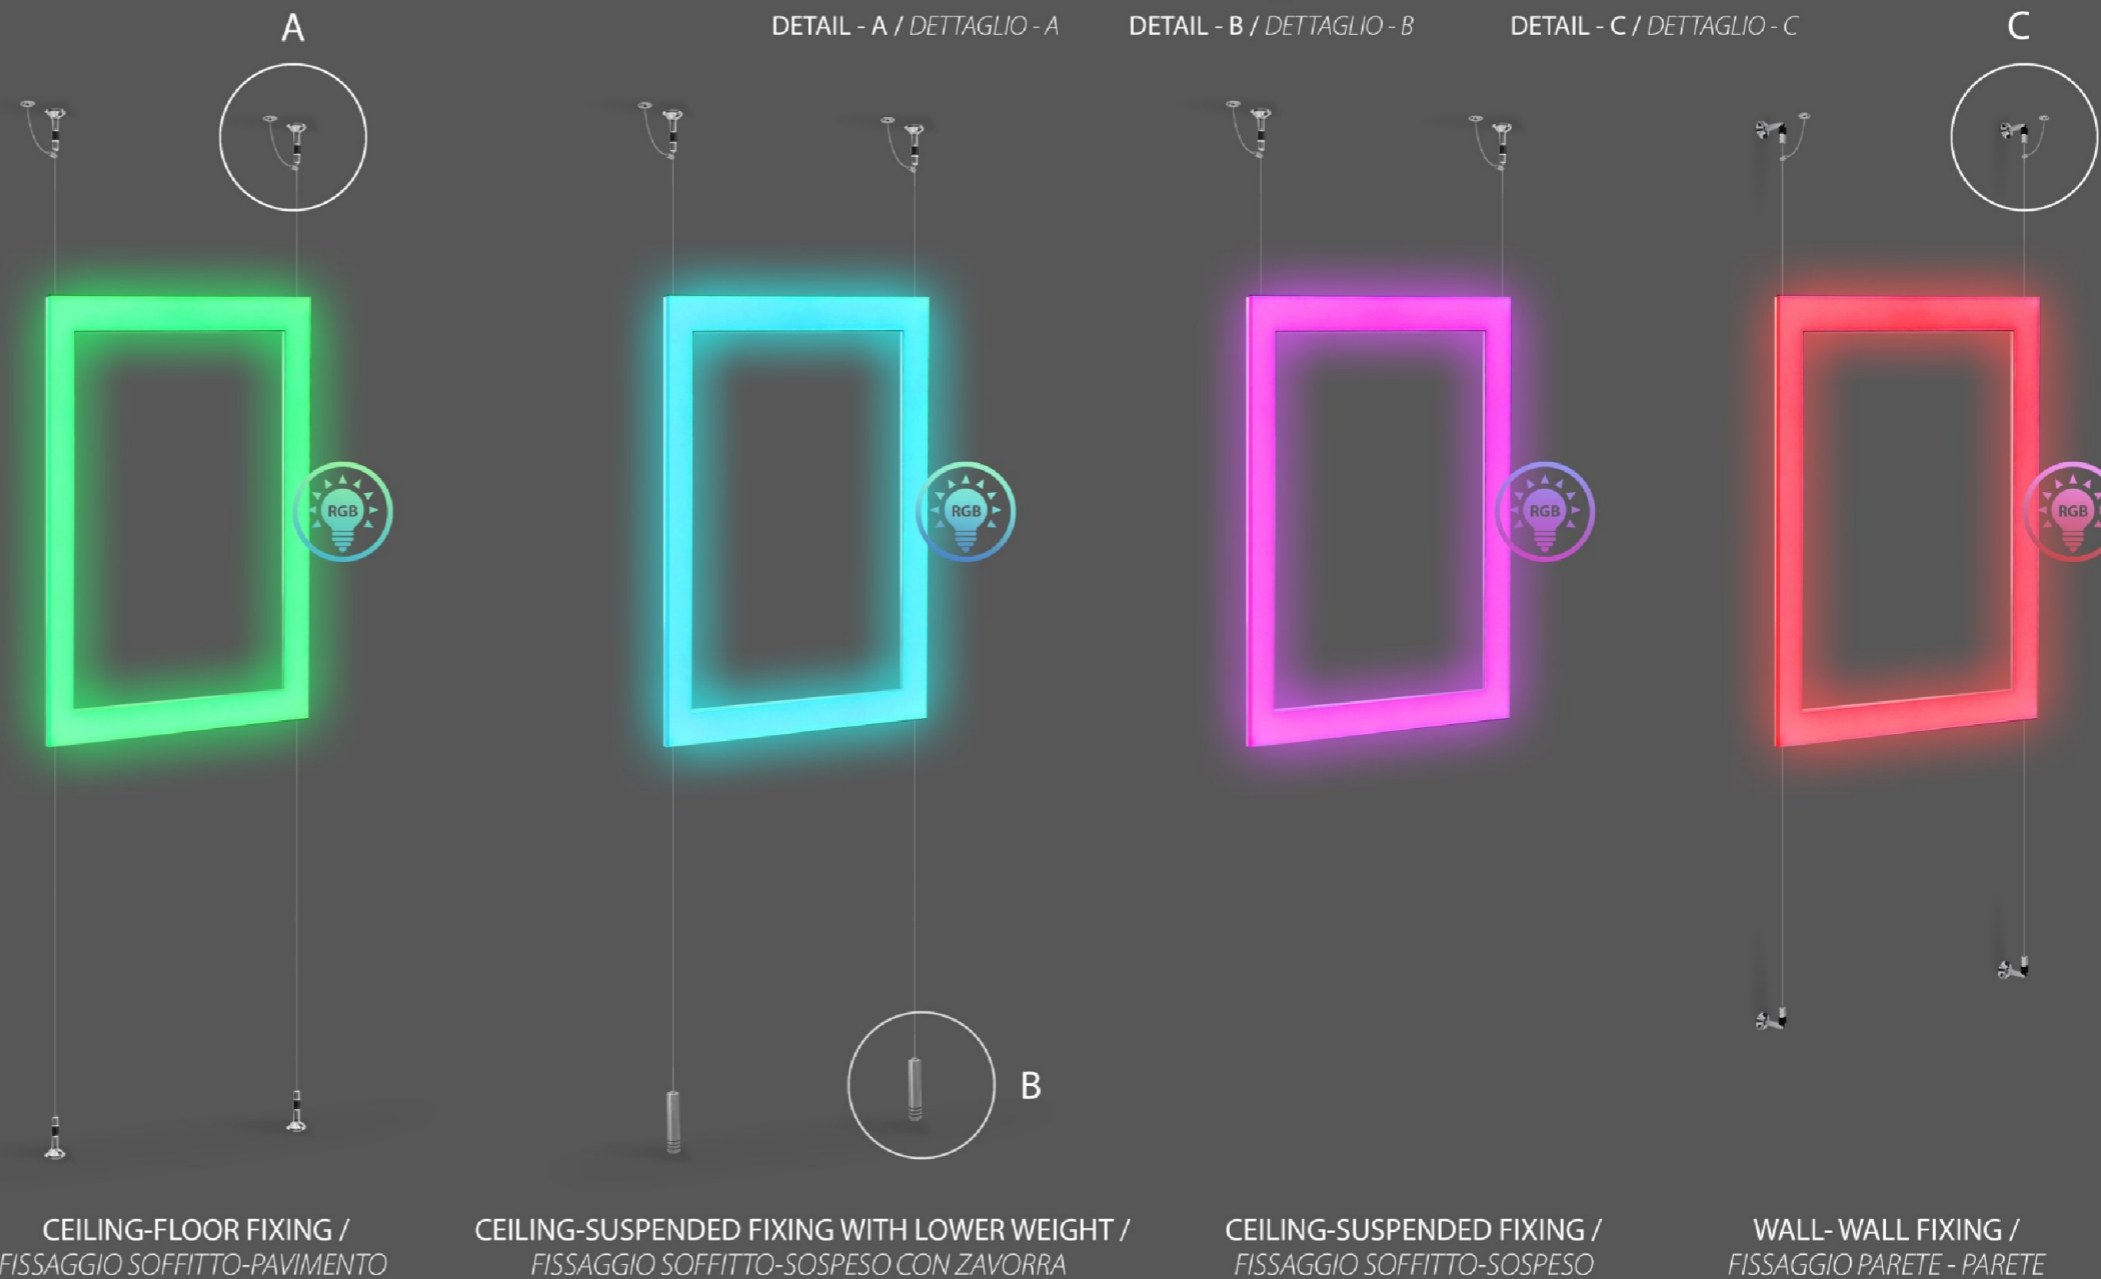 A
DETAIL - A / DETTAGLIO - A
DETAIL - B / DETTAGLIO - B
DETAIL - C / DETTAGLIO - C
C
RGB
RGB
RGB
RGB
B
CEILING-FLOOR FIXING /
FISSAGGIO SOFFITTO-PAVIMENTO
CEILING-SUSPENDED FIXING WITH LOWER WEIGHT /
FISSAGGIO SOFFITTO-SOSPESO CON ZAVORRA
CEILING-SUSPENDED FIXING /
FISSAGGIO SOFFITTO-SOSPESO
WALL- WALL FIXING /
FISSAGGIO PARETE - PARETE